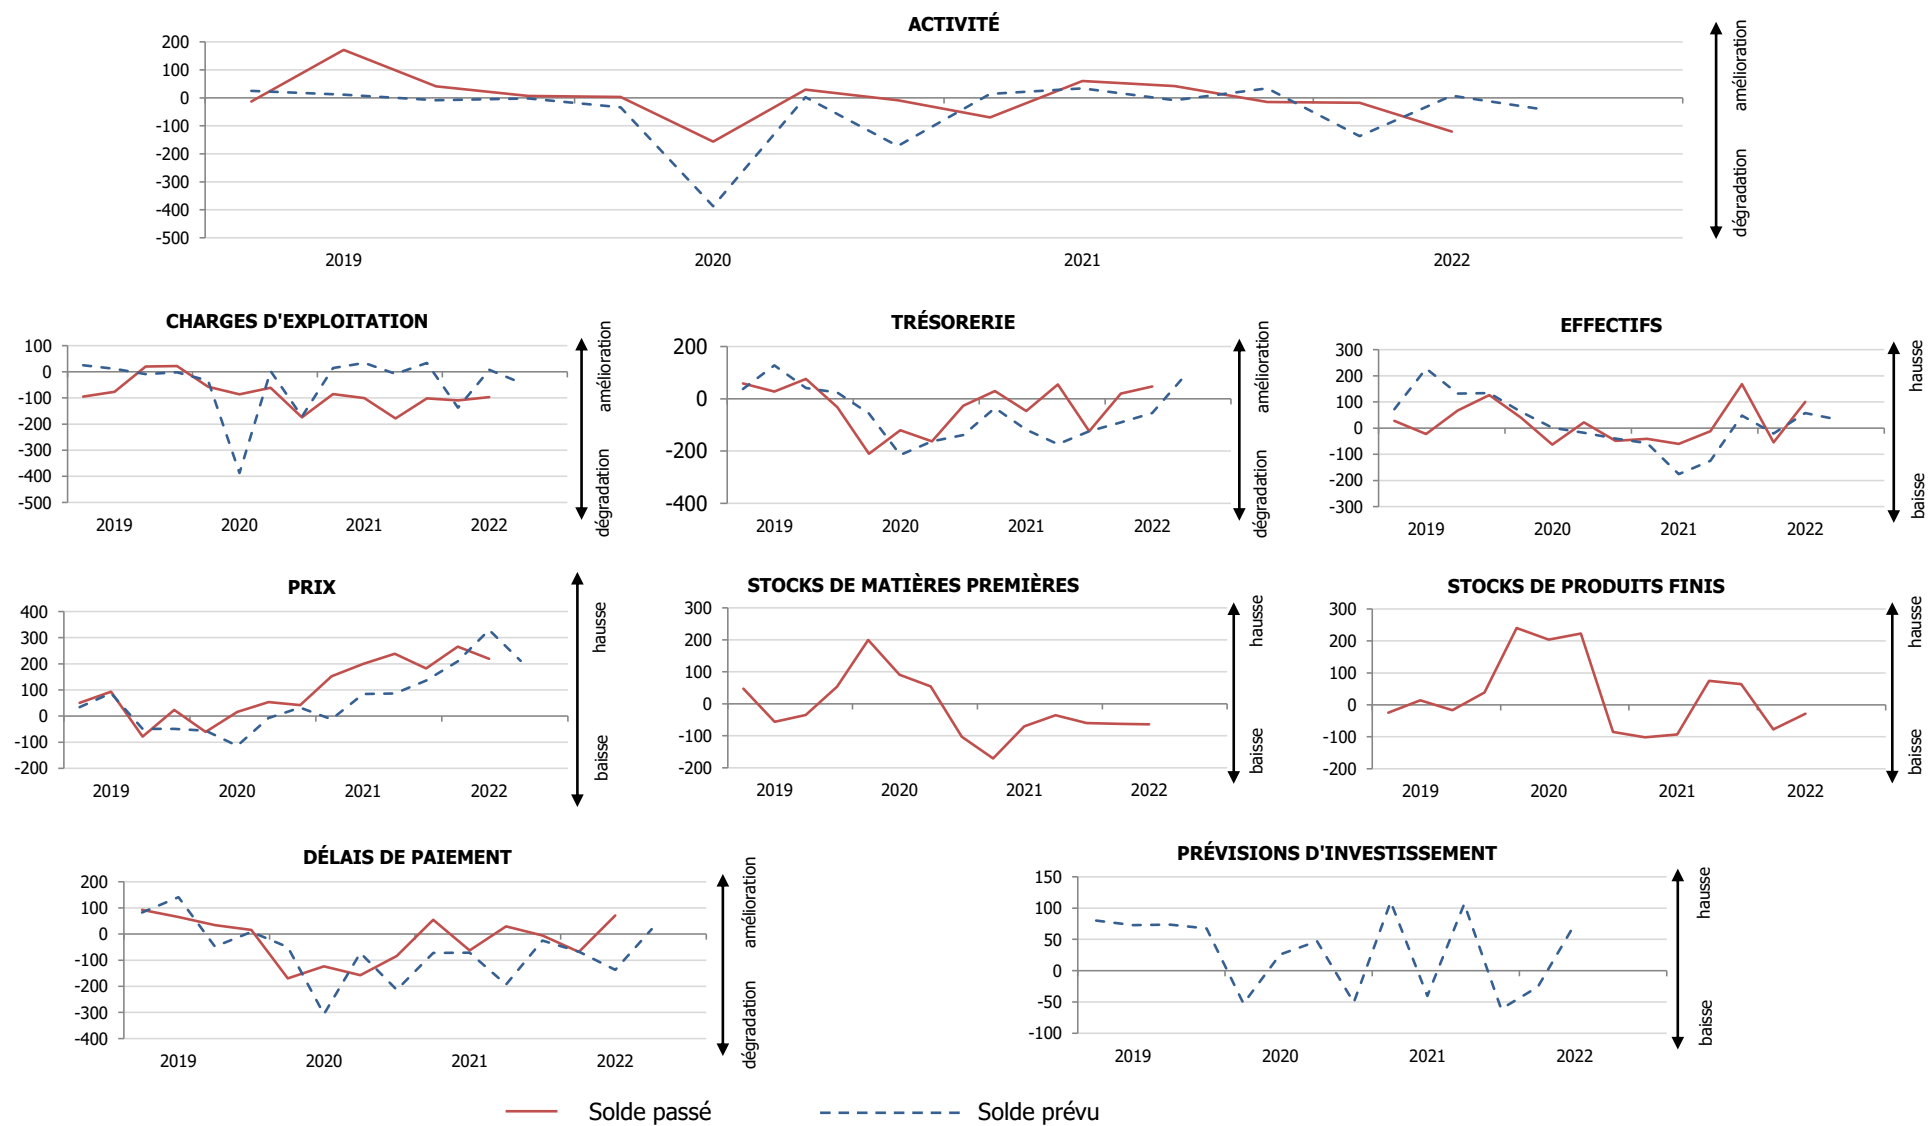 ACTIVITÉ
200
100
0
-100
-200
-300
-400
-500
2019 2020 2021 2022
amélioration
dégradation
CHARGES D'EXPLOITATION
100
0
-100
-200
-300
-400
-500
2019 2020 2021 2022
amélioration
dégradation
TRÉSORERIE
200
0
-200
-400
2019 2020 2021 2022
amélioration
dégradation
EFFECTIFS
300
200
100
0
-100
-200
-300
2019 2020 2021 2022
hausse
baisse
PRIX
400
300
200
100
0
-100
-200
2019 2020 2021 2022
hausse
baisse
STOCKS DE MATIÈRES PREMIÈRES
300
200
100
0
-100
-200
2019 2020 2021 2022
hausse
baisse
STOCKS DE PRODUITS FINIS
300
200
100
0
-100
-200
2019 2020 2021 2022
hausse
baisse
DÉLAIS DE PAIEMENT
200
100
0
-100
-200
-300
-400
2019 2020 2021 2022
amélioration
dégradation
PRÉVISIONS D'INVESTISSEMENT
150
100
50
0
-50
-100
2019 2020 2021 2022
hausse
baisse
Solde passé Solde prévu